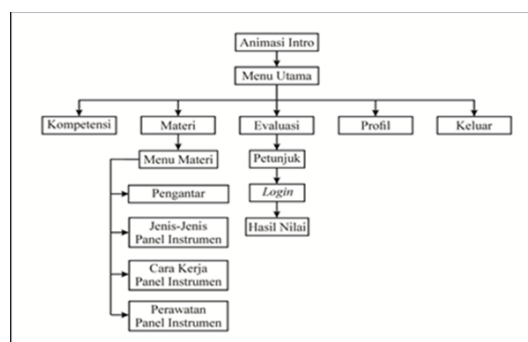 Animasi Intro
Menu Utama
Kompetensi
Materi
Evaluasi
Profil
Keluar
Menu Materi
Petunjuk
Pengantar
Login
Jenis-Jenis
Panel Instrumen
Hasil Nilai
Cara Kerja
Panel Instrumen
Perawatan
Panel Instrumen